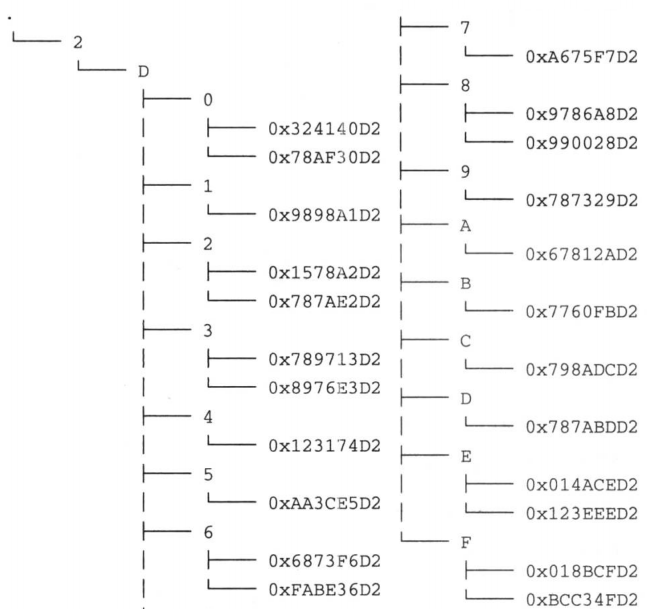 .
2
D
0
0x324140D2
0x78AF30D2
1
0x9898A1D2
2
0x1578A2D2
0x787AE2D2
3
0x789713D2
0x8976E3D2
4
0x123174D2
5
0xAA3CE5D2
6
0x6873F6D2
0xFABE36D2
7
0xA675F7D2
8
0x9786A8D2
0x990028D2
9
0x787329D2
A
0x67812AD2
B
0x7760FBD2
C
0x798ADCD2
D
0x787ABDD2
E
0x014ACED2
0x123EEED2
F
0x018BCFD2
0xBCC34FD2